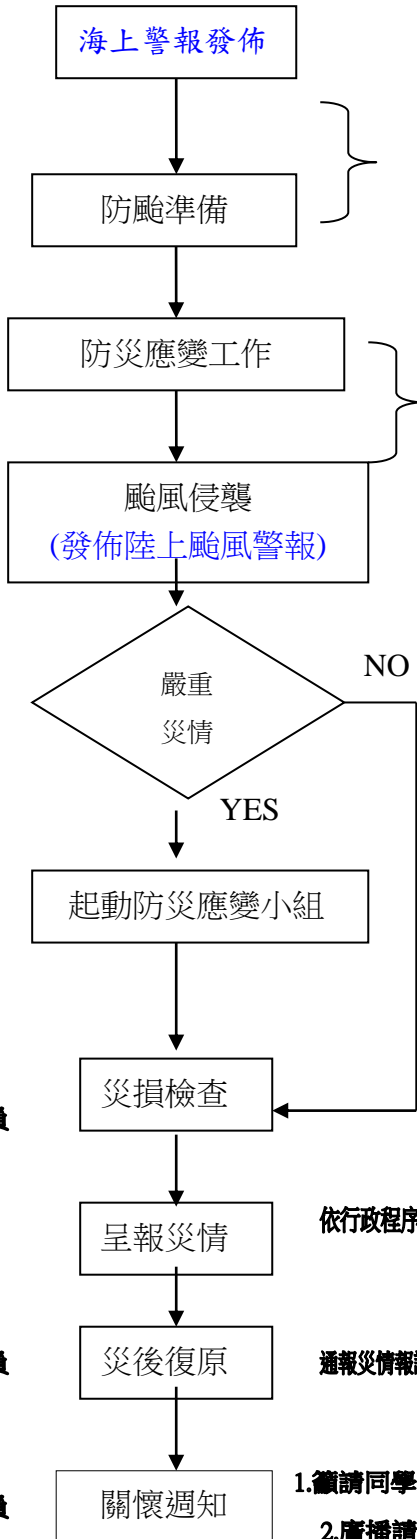 海上警報發佈
防颱準備
防災應變工作
颱風侵襲
(發佈陸上颱風警報)
嚴重
災情
NO
YES
起動防災應變小組
災損檢查
呈報災情
依行政程序
災後復原
通報災情報
關懷週知
1.籲請同學
2.廣播請